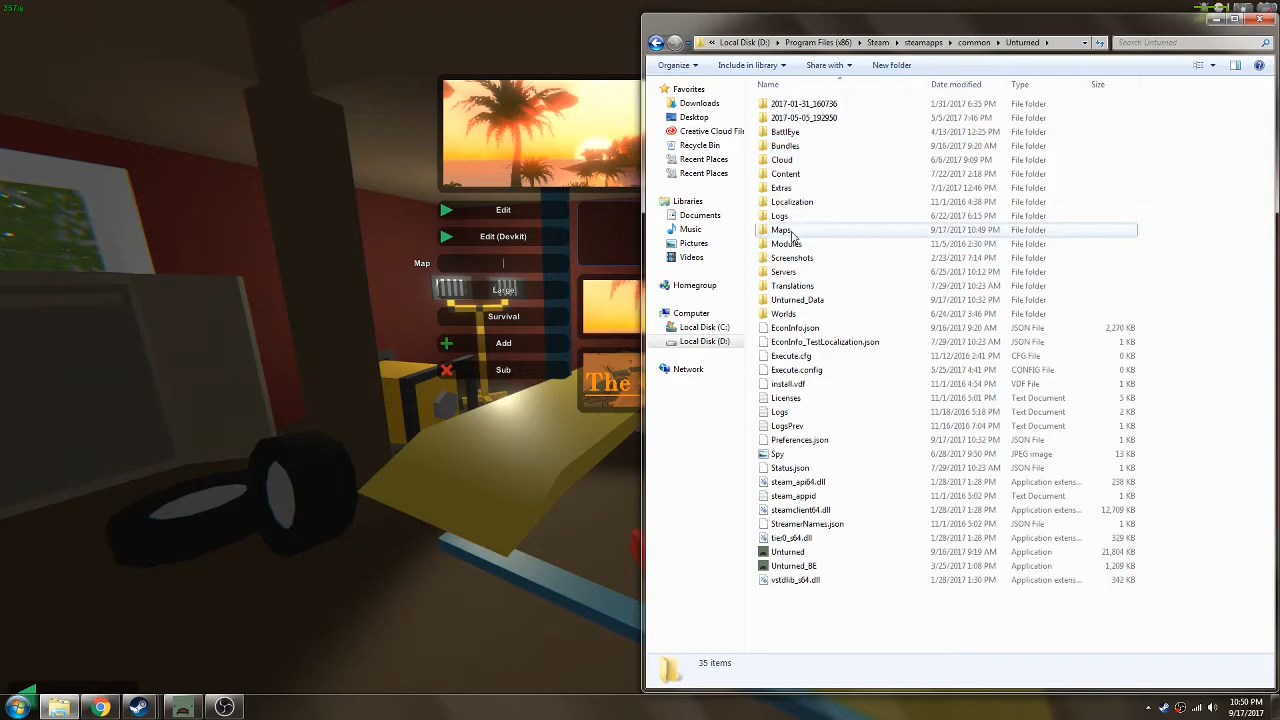 357/s
« Local Disk (D:) Program Files (x86) Steam steamapps common Unturned
Search Unturned
Organize Include in library Share with New folder
Name Date modified Type Size
Favorites
Downloads
Desktop
Creative Cloud File
Recycle Bin
Recent Places
Recent Places
Libraries
Documents
Music
Pictures
Videos
Homegroup
Computer
Local Disk (C:)
Local Disk (D:)
Network
2017-01-31_160736 1/31/2017 6:35 PM File folder
2017-05-05_192950 5/5/2017 7:46 PM File folder
BattlEye 4/13/2017 12:25 PM File folder
Bundles 9/16/2017 9:20 AM File folder
Cloud 6/6/2017 9:09 PM File folder
Content 7/22/2017 2:18 PM File folder
Extras 7/1/2017 12:46 PM File folder
Localization 11/1/2016 4:38 PM File folder
Logs 6/22/2017 6:15 PM File folder
Maps 9/17/2017 10:49 PM File folder
Modules 11/5/2016 2:30 PM File folder
Screenshots 2/23/2017 7:14 PM File folder
Servers 6/25/2017 10:12 PM File folder
Translations 7/29/2017 10:23 AM File folder
Unturned_Data 9/17/2017 10:32 PM File folder
Worlds 6/24/2017 3:46 PM File folder
EconInfo.json 9/16/2017 9:20 AM JSON File 2,270 KB
EconInfo_TestLocalization.json 7/29/2017 10:23 AM JSON File 2 KB
Execute.cfg 11/12/2016 2:41 PM CFG File 0 KB
Execute.config 5/25/2017 4:41 PM CONFIG File 0 KB
install.vdf 11/1/2016 4:54 PM VDF File 1 KB
Licenses 11/1/2016 5:01 PM Text Document 5 KB
Logs 11/18/2016 5:18 PM Text Document 2 KB
LogsPrev 11/16/2016 7:04 PM Text Document 1 KB
Preferences.json 9/17/2017 10:32 PM JSON File 1 KB
Spy 6/28/2017 9:50 PM JPEG image 13 KB
Status.json 7/29/2017 10:23 AM JSON File 1 KB
steam_api64.dll 1/28/2017 1:28 PM Application extens... 238 KB
steam_appid 11/1/2016 5:02 PM Text Document 1 KB
steamclient64.dll 1/28/2017 1:28 PM Application extens... 12,709 KB
StreamerNames.json 11/1/2016 5:02 PM JSON File 1 KB
tier0_s64.dll 1/28/2017 1:28 PM Application extens... 329 KB
Unturned 9/16/2017 9:19 AM Application 21,804 KB
Unturned_BE 3/25/2017 1:08 PM Application 1,209 KB
vstdlib_s64.dll 1/28/2017 1:30 PM Application extens... 342 KB
35 items
Edit
Edit (Devkit)
Map
Large
Survival
Add
Sub
The
10:50 PM
9/17/2017